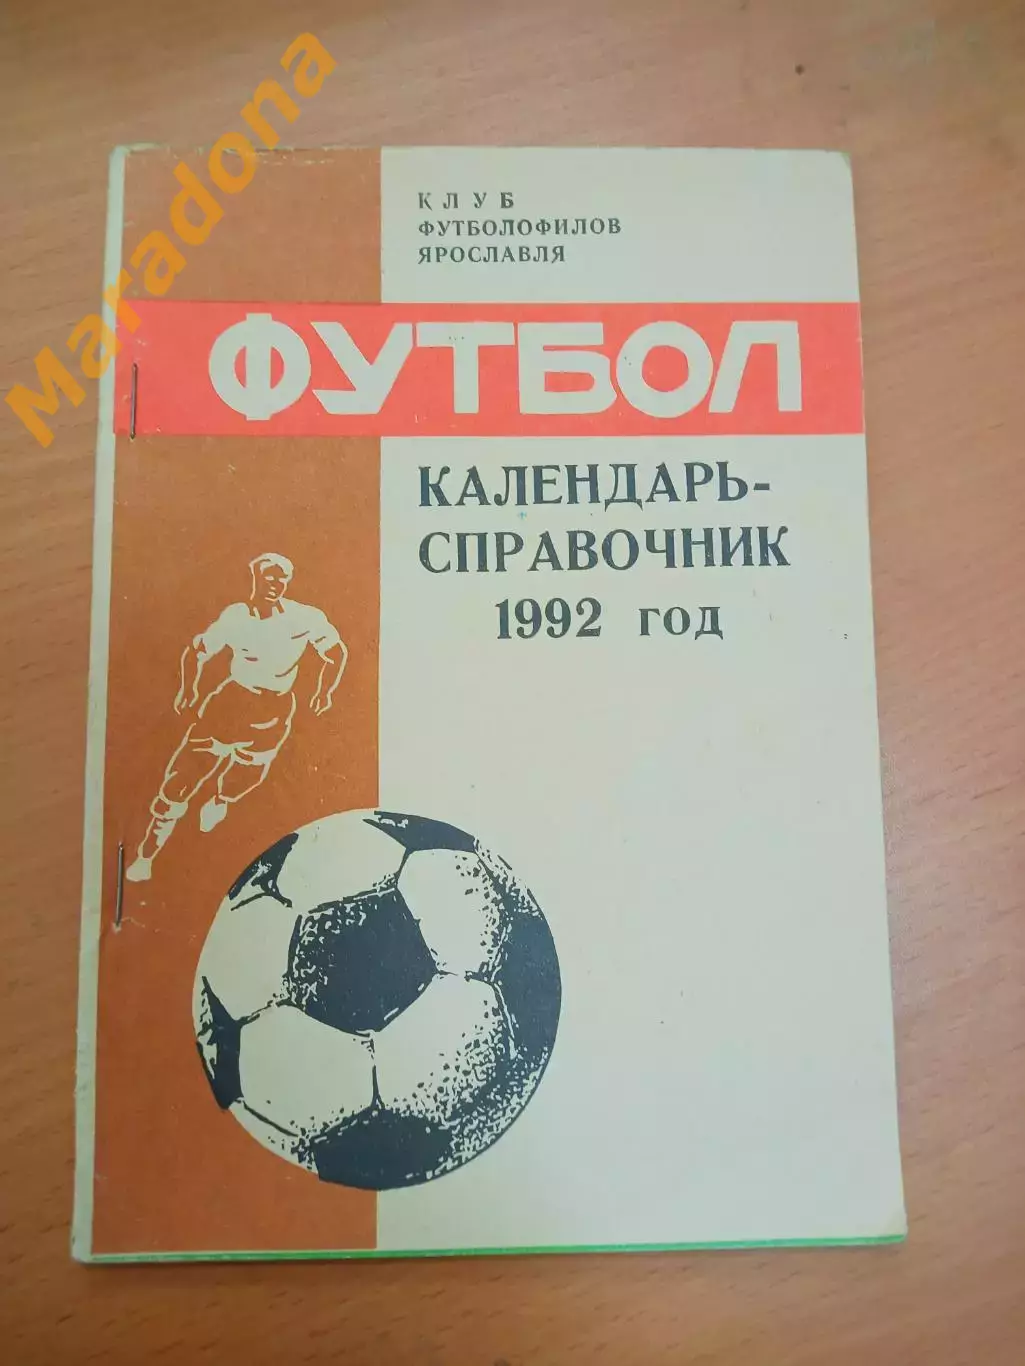 Maradona
КЛУБ
ФУТБОЛОФИЛОВ
ЯРОСЛАВЛЯ
ФУТБОЛ
КАЛЕНДАРЬ-
СПРАВОЧНИК
1992 год